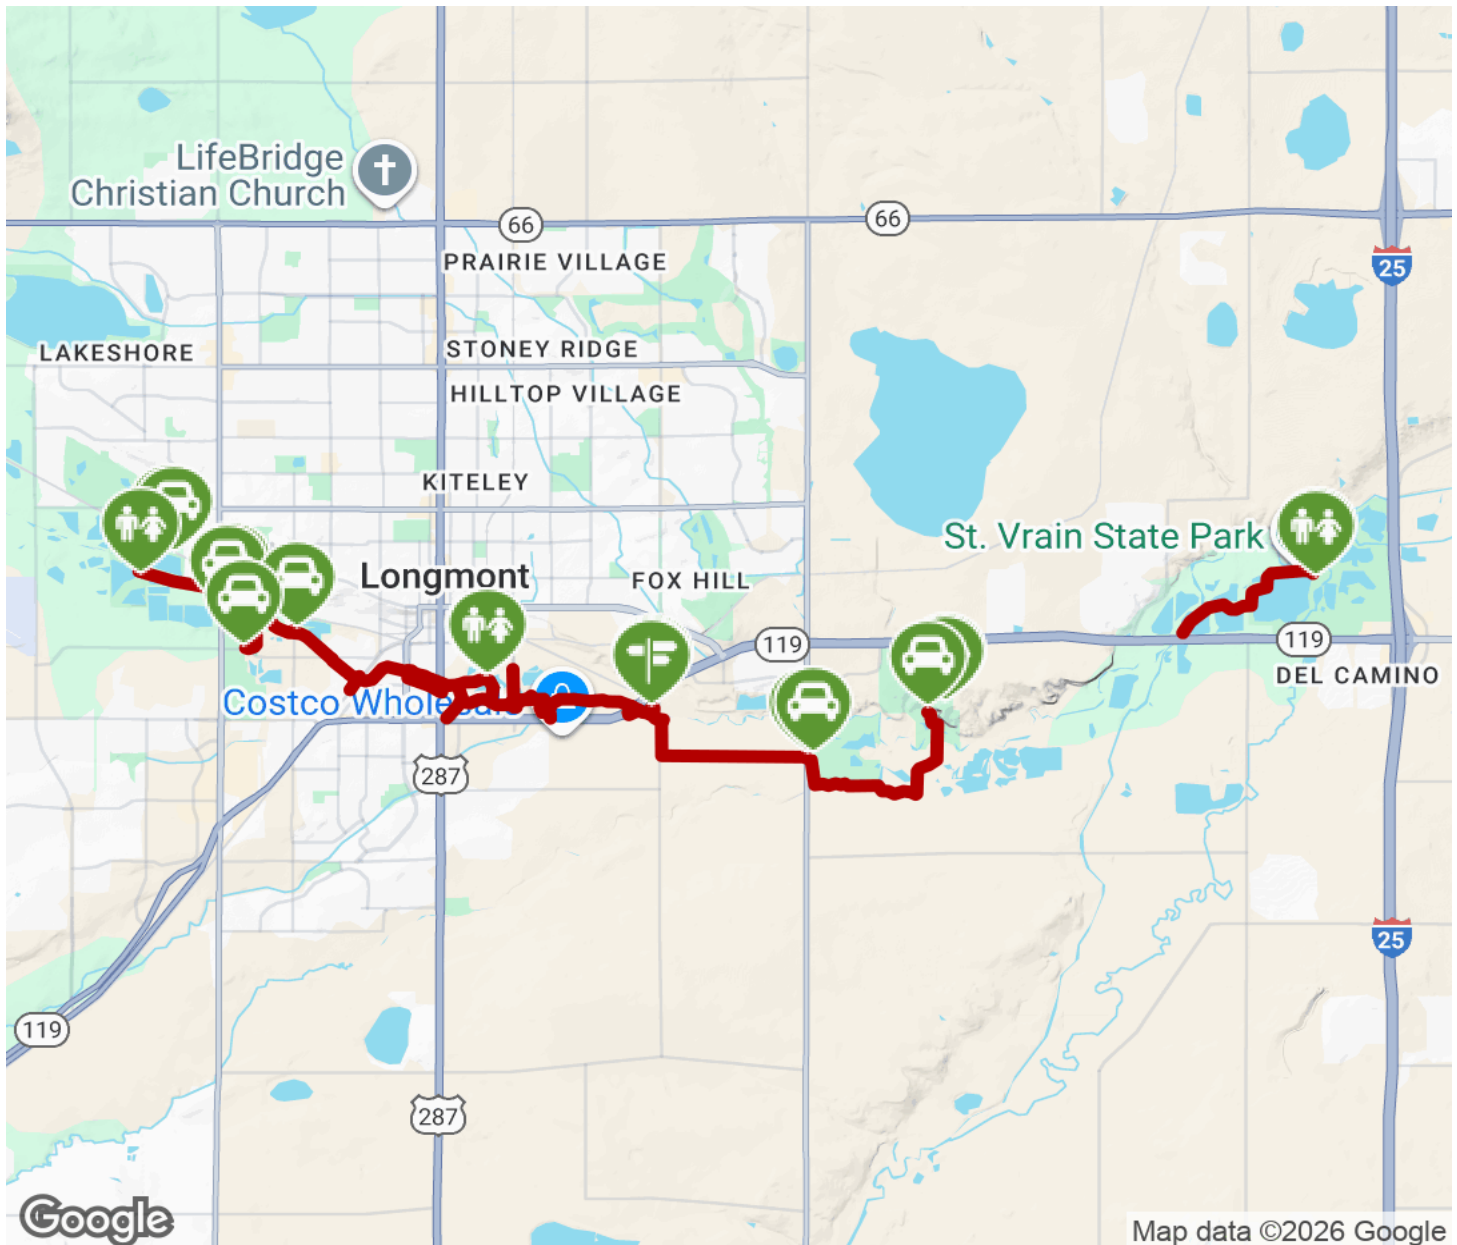 LifeBridge
Christian Church
66
66
PRAIRIE VILLAGE
25
LAKESHORE
STONEY RIDGE
HILLTOP VILLAGE
KITELEY
St. Vrain State Park
Longmont
FOX HILL
119
119
DEL CAMINO
Costco Wholesale
287
25
119
287
Google
Map data ©2026 Google